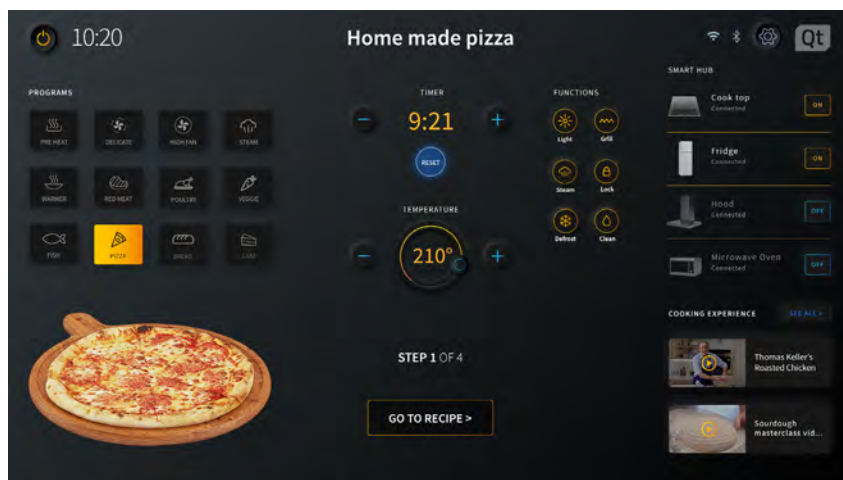 10:20
Home made pizza
Qt
PROGRAMS
PRE HEAT
DELICATE
HIGH FAN
STEAM
WARMER
RED HEAT
POULTRY
VEGGIE
FISH
PIZZA
BREAD
CAKE
TIMER
9:21
RESET
TEMPERATURE
210°
STEP 1 OF 4
GO TO RECIPE >
FUNCTIONS
Light
Grill
Steam
Lock
Defrost
Clean
SMART HUB
Cook top
Connected
ON
Fridge
Connected
ON
Hood
Connected
OFF
Microwave Oven
Connected
OFF
COOKING EXPERIENCE
SEE ALL >
Thomas Keller's
Roasted Chicken
Sourdough
masterclass vid...